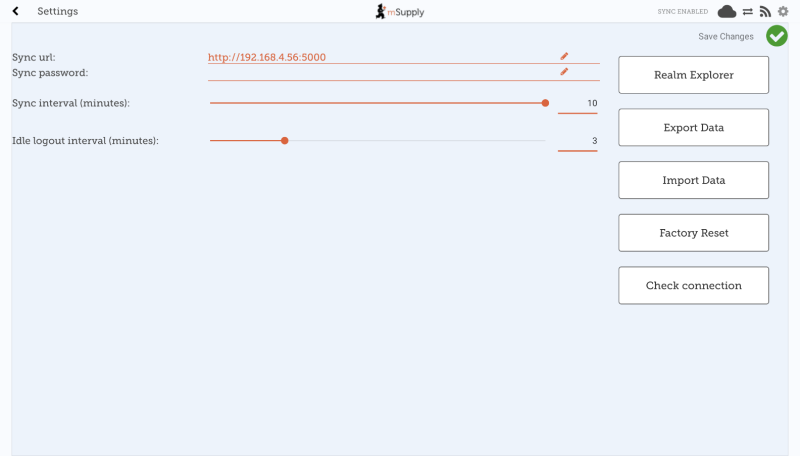 Settings
mSupply
SYNC ENABLED
Save Changes
Sync url:
http://192.168.4.56:5000
Sync password:
Sync interval (minutes):
10
Idle logout interval (minutes):
3
Realm Explorer
Export Data
Import Data
Factory Reset
Check connection